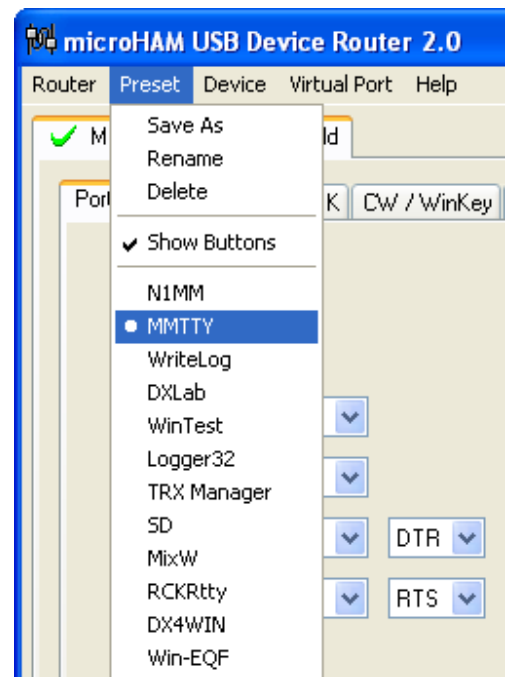 microHAM USB Device Router 2.0
Router Preset Device Virtual Port Help
M ld
Save As
Rename
Delete
Port K CW / WinKey
Show Buttons
N1MM
MMTTY
WriteLog
DXLab
WinTest
Logger32
TRX Manager
SD
DTR
MixW
RCKRtty
RTS
DX4WIN
Win-EQF